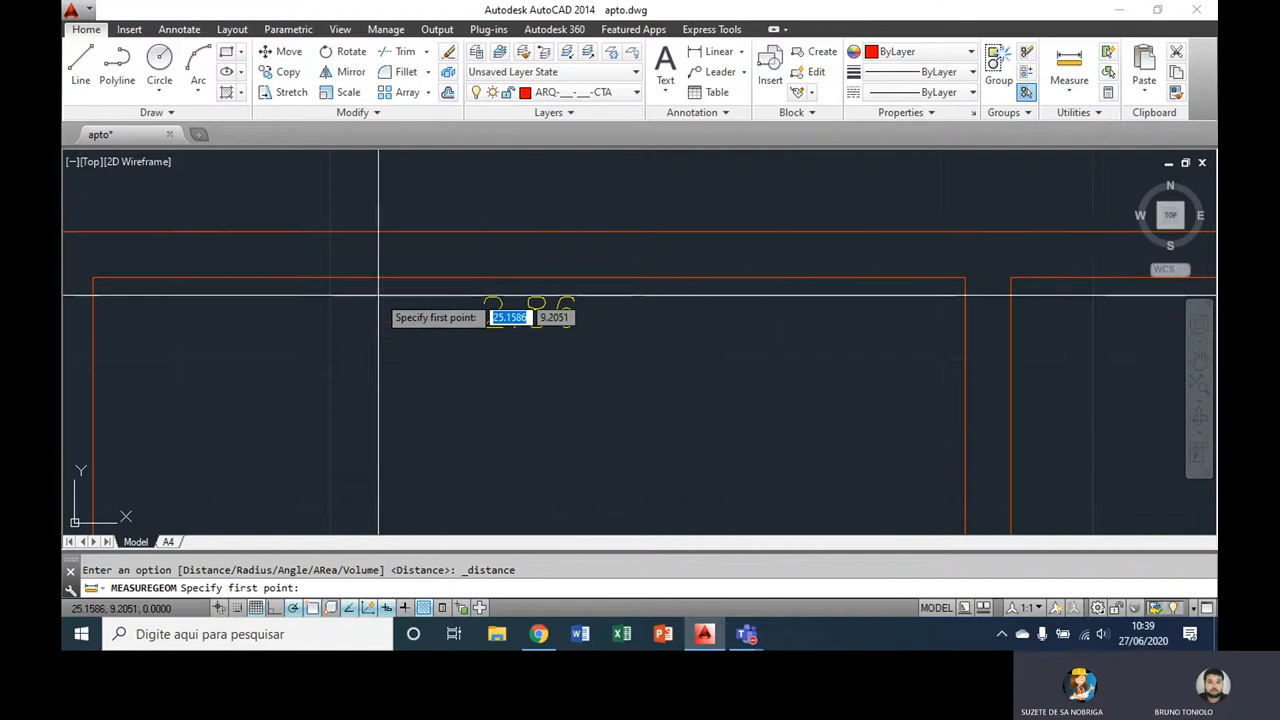 Autodesk AutoCAD 2014 apto.dwg
Home Insert Annotate Layout Parametric View Manage Output Plug-ins Autodesk 360 Featured Apps Express Tools
Move Rotate Trim Unsaved Layer State Linear Create ByLayer
Line Polyline Circle Arc Copy Mirror Fillet Text Leader Insert Edit ByLayer Group Measure Paste
Stretch Scale Array ARQ-__-__-CTA Table ByLayer
Draw Modify Layers Annotation Block Properties Groups Utilities Clipboard
apto*
[−][Top][2D Wireframe]
N
W TOP E
S
WCS
Specify first point: 25.1586 9.2051
Y
X
Model A4
Enter an option [Distance/Radius/Angle/ARea/Volume] <Distance>: _distance
MEASUREGEOM Specify first point:
25.1586, 9.2051, 0.0000 MODEL 1:1
Digite aqui para pesquisar
10:39
27/06/2020
SUZETE DE SA NOBRIGA BRUNO TONIOLO